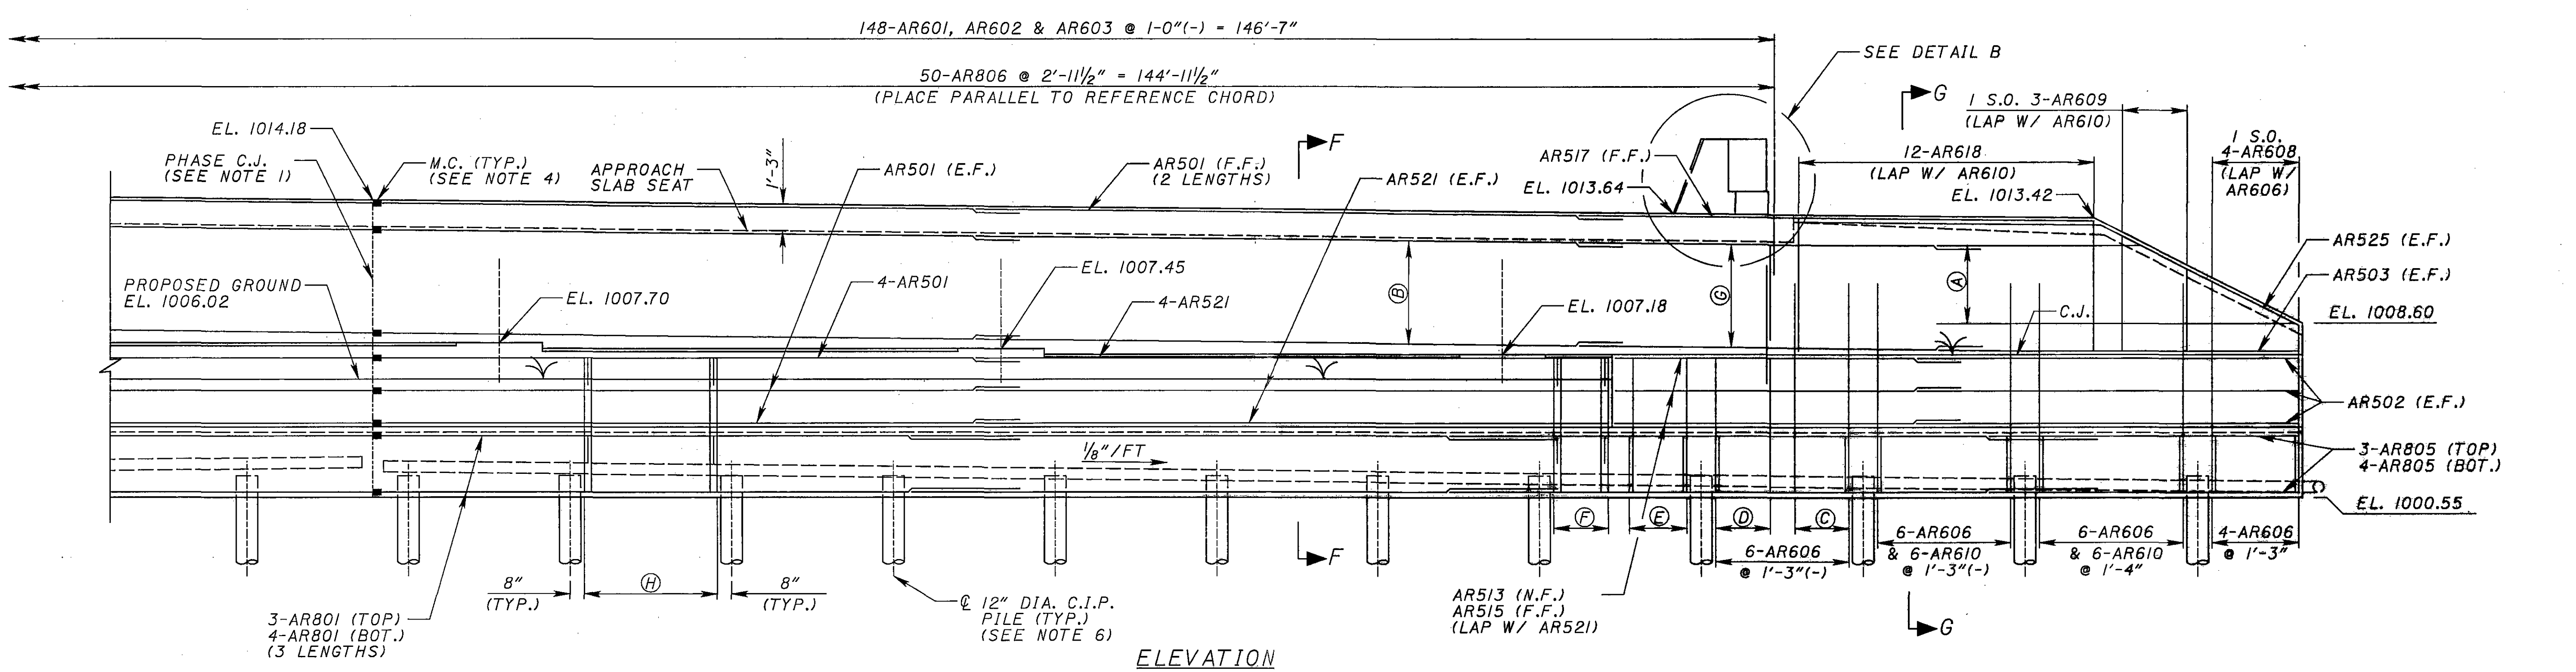 148-AR601, AR602 & AR603 @ 1-0"(-) = 146'-7"
50-AR806 @ 2'-11½" = 144'-11½"
(PLACE PARALLEL TO REFERENCE CHORD)
SEE DETAIL B
G
1 S.O. 3-AR609
(LAP W/ AR610)
1 S.O.
4-AR608
(LAP W/
AR606)
12-AR618
(LAP W/ AR610)
EL. 1014.18
PHASE C.J.
(SEE NOTE 1)
M.C. (TYP.)
(SEE NOTE 4)
APPROACH
SLAB SEAT
1'-3"
AR501 (E.F.)
AR501 (F.F.)
(2 LENGTHS)
F
AR521 (E.F.)
AR517 (F.F.)
EL. 1013.64
EL. 1013.42
AR525 (E.F.)
AR503 (E.F.)
EL. 1008.60
PROPOSED GROUND
EL. 1006.02
EL. 1007.70
4-AR501
EL. 1007.45
4-AR521
B
EL. 1007.18
G
A
C.J.
AR502 (E.F.)
3-AR805 (TOP)
4-AR805 (BOT.)
EL. 1000.55
1/8"/FT
F
E
D
C
6-AR606
@ 1'-3"(-)
6-AR606
& 6-AR610
@ 1'-3"(-)
6-AR606
& 6-AR610
@ 1'-4"
4-AR606
@ 1'-3"
8"
(TYP.)
H
8"
(TYP.)
℄ 12" DIA. C.I.P.
PILE (TYP.)
(SEE NOTE 6)
F
AR513 (N.F.)
AR515 (F.F.)
(LAP W/ AR521)
G
3-AR801 (TOP)
4-AR801 (BOT.)
(3 LENGTHS)
ELEVATION